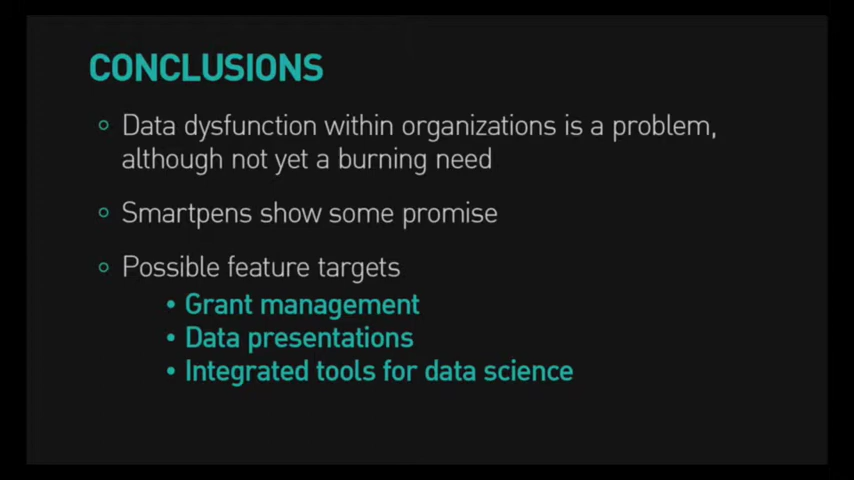 CONCLUSIONS
Data dysfunction within organizations is a problem,
although not yet a burning need
Smartpens show some promise
Possible feature targets
• Grant management
• Data presentations
• Integrated tools for data science